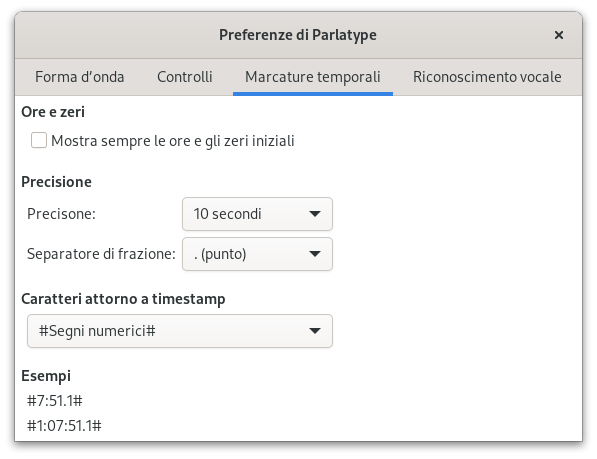 Preferenze di Parlatype
Forma d'onda Controlli Marcature temporali Riconoscimento vocale
Ore e zeri
Mostra sempre le ore e gli zeri iniziali
Precisione
Precisone: 10 secondi
Separatore di frazione: . (punto)
Caratteri attorno a timestamp
#Segni numerici#
Esempi
#7:51.1#
#1:07:51.1#